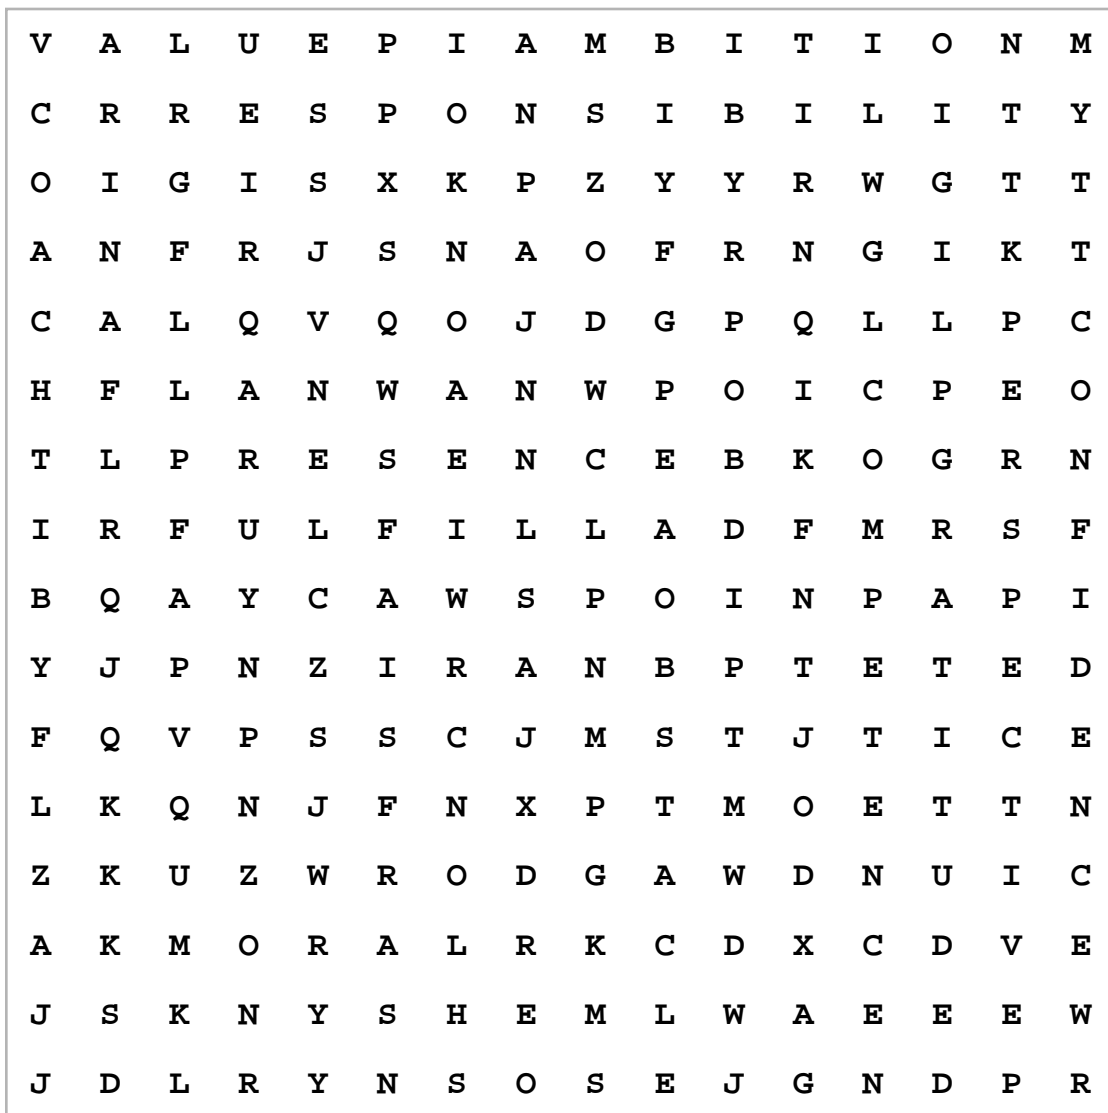 V A L U E P I A M B I T I O N M
C R R E S P O N S I B I L I T Y
O I G I S X K P Z Y Y R W G T T
A N F R J S N A O F R N G I K T
C A L Q V Q O J D G P Q L L P C
H F L A N W A N W P O I C P E O
T L P R E S E N C E B K O G R N
I R F U L F I L L A D F M R S F
B Q A Y C A W S P O I N P A P I
Y J P N Z I R A N B P T E T E D
F Q V P S S C J M S T J T I C E
L K Q N J F N X P T M O E T T N
Z K U Z W R O D G A W D N U I C
A K M O R A L R K C D X C D V E
J S K N Y S H E M L W A E E E W
J D L R Y N S O S E J G N D P R